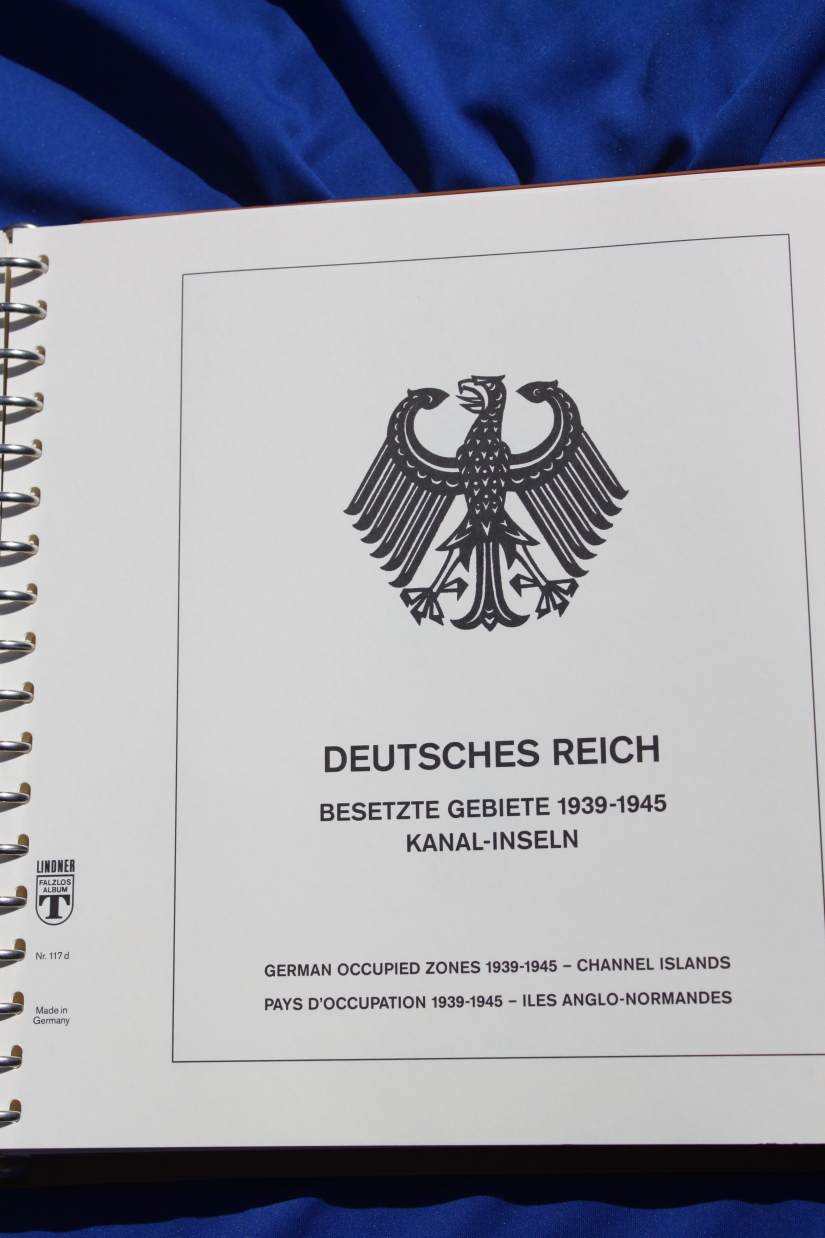 DEUTSCHES REICH
BESETZTE GEBIETE 1939-1945
KANAL-INSELN
GERMAN OCCUPIED ZONES 1939-1945 – CHANNEL ISLANDS
PAYS D'OCCUPATION 1939-1945 – ILES ANGLO-NORMANDES
LINDNER
FALZLOS
ALBUM
T
Nr. 117 d
Made in
Germany